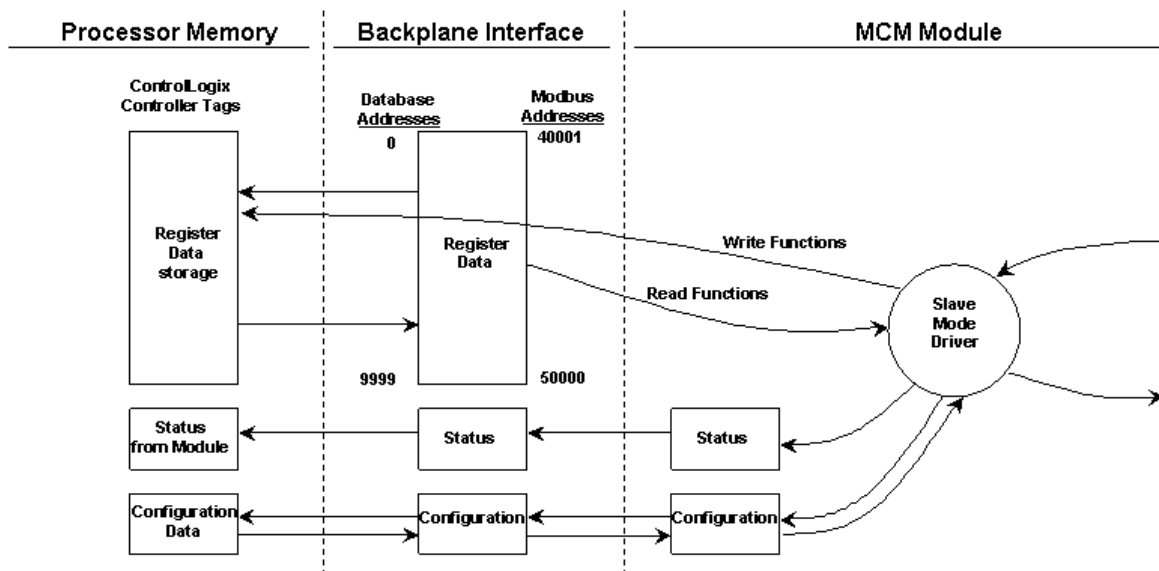 Processor Memory
Backplane Interface
MCM Module
ControlLogix
Controller Tags
Database
Addresses
Modbus
Addresses
0
40001
Register
Data
storage
Register
Data
Write Functions
Read Functions
Slave
Mode
Driver
9999
50000
Status
from Module
Status
Status
Configuration
Data
Configuration
Configuration